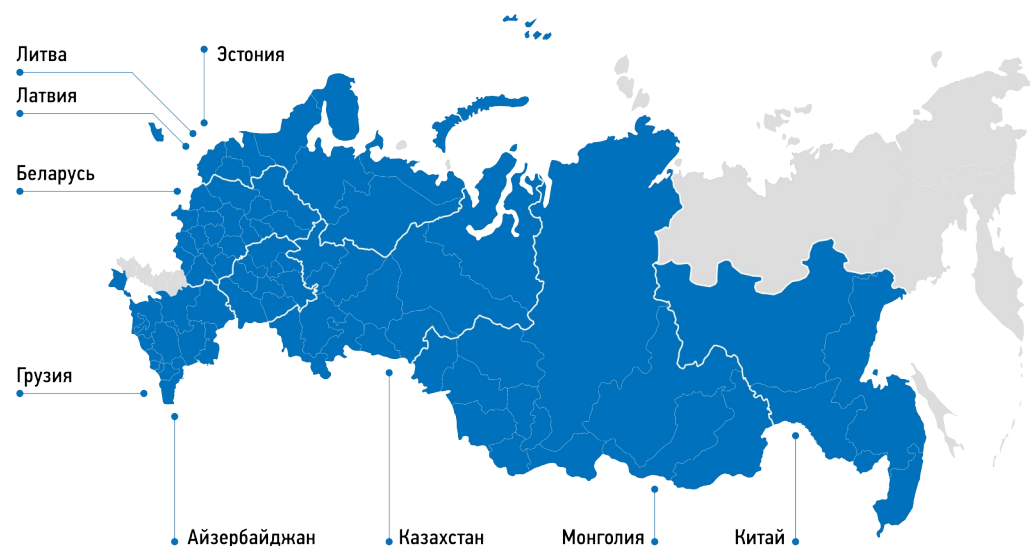 Литва
Эстония
Латвия
Беларусь
Грузия
Айзербайджан
Казахстан
Монголия
Китай